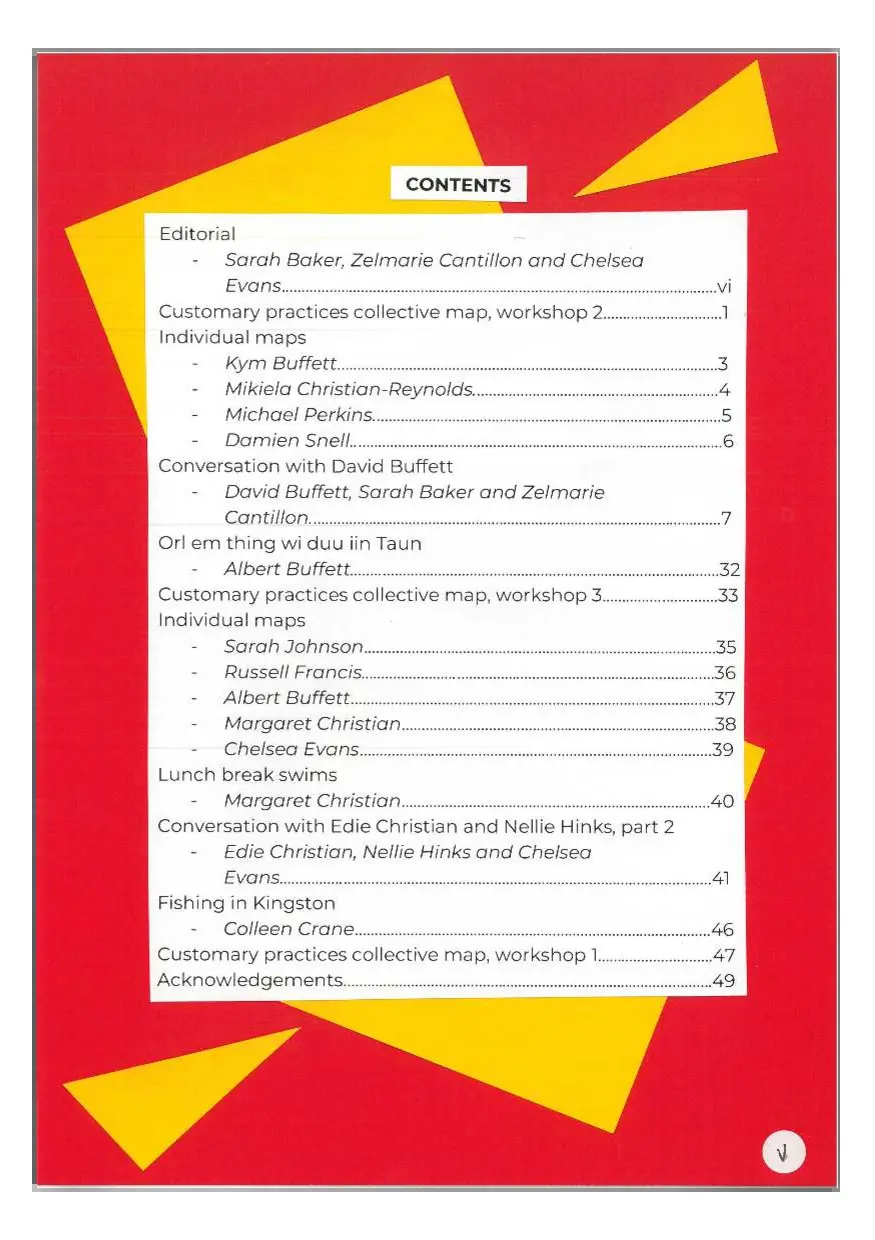 CONTENTS
Editorial
- Sarah Baker, Zelmarie Cantillon and Chelsea
Evans.....vi
Customary practices collective map, workshop 2.....1
Individual maps
- Kym Buffett.....3
- Mikiela Christian-Reynolds.....4
- Michael Perkins.....5
- Damien Snell.....6
Conversation with David Buffett
- David Buffett, Sarah Baker and Zelmarie
Cantillon.....7
Orl em thing wi duu iin Taun
- Albert Buffett.....32
Customary practices collective map, workshop 3.....33
Individual maps
- Sarah Johnson.....35
- Russell Francis.....36
- Albert Buffett.....37
- Margaret Christian.....38
- Chelsea Evans.....39
Lunch break swims
- Margaret Christian.....40
Conversation with Edie Christian and Nellie Hinks, part 2
- Edie Christian, Nellie Hinks and Chelsea
Evans.....41
Fishing in Kingston
- Colleen Crane.....46
Customary practices collective map, workshop 1.....47
Acknowledgements.....49
v